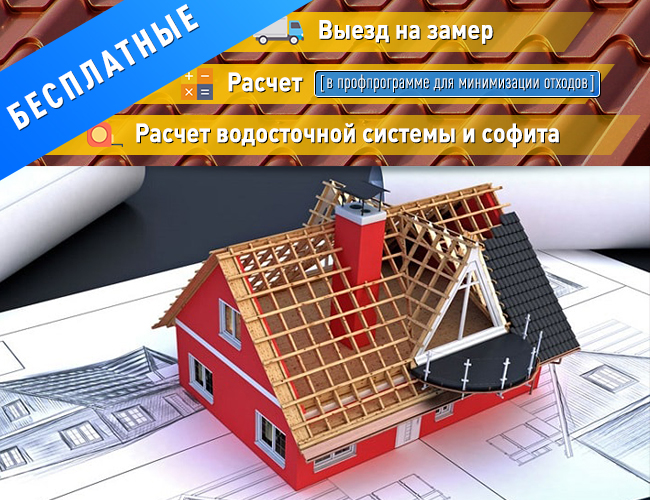 БЕСПЛАТНЫЕ
Выезд на замер
Расчет [в профпрограмме для минимизации отходов]
Расчет водосточной системы и софита